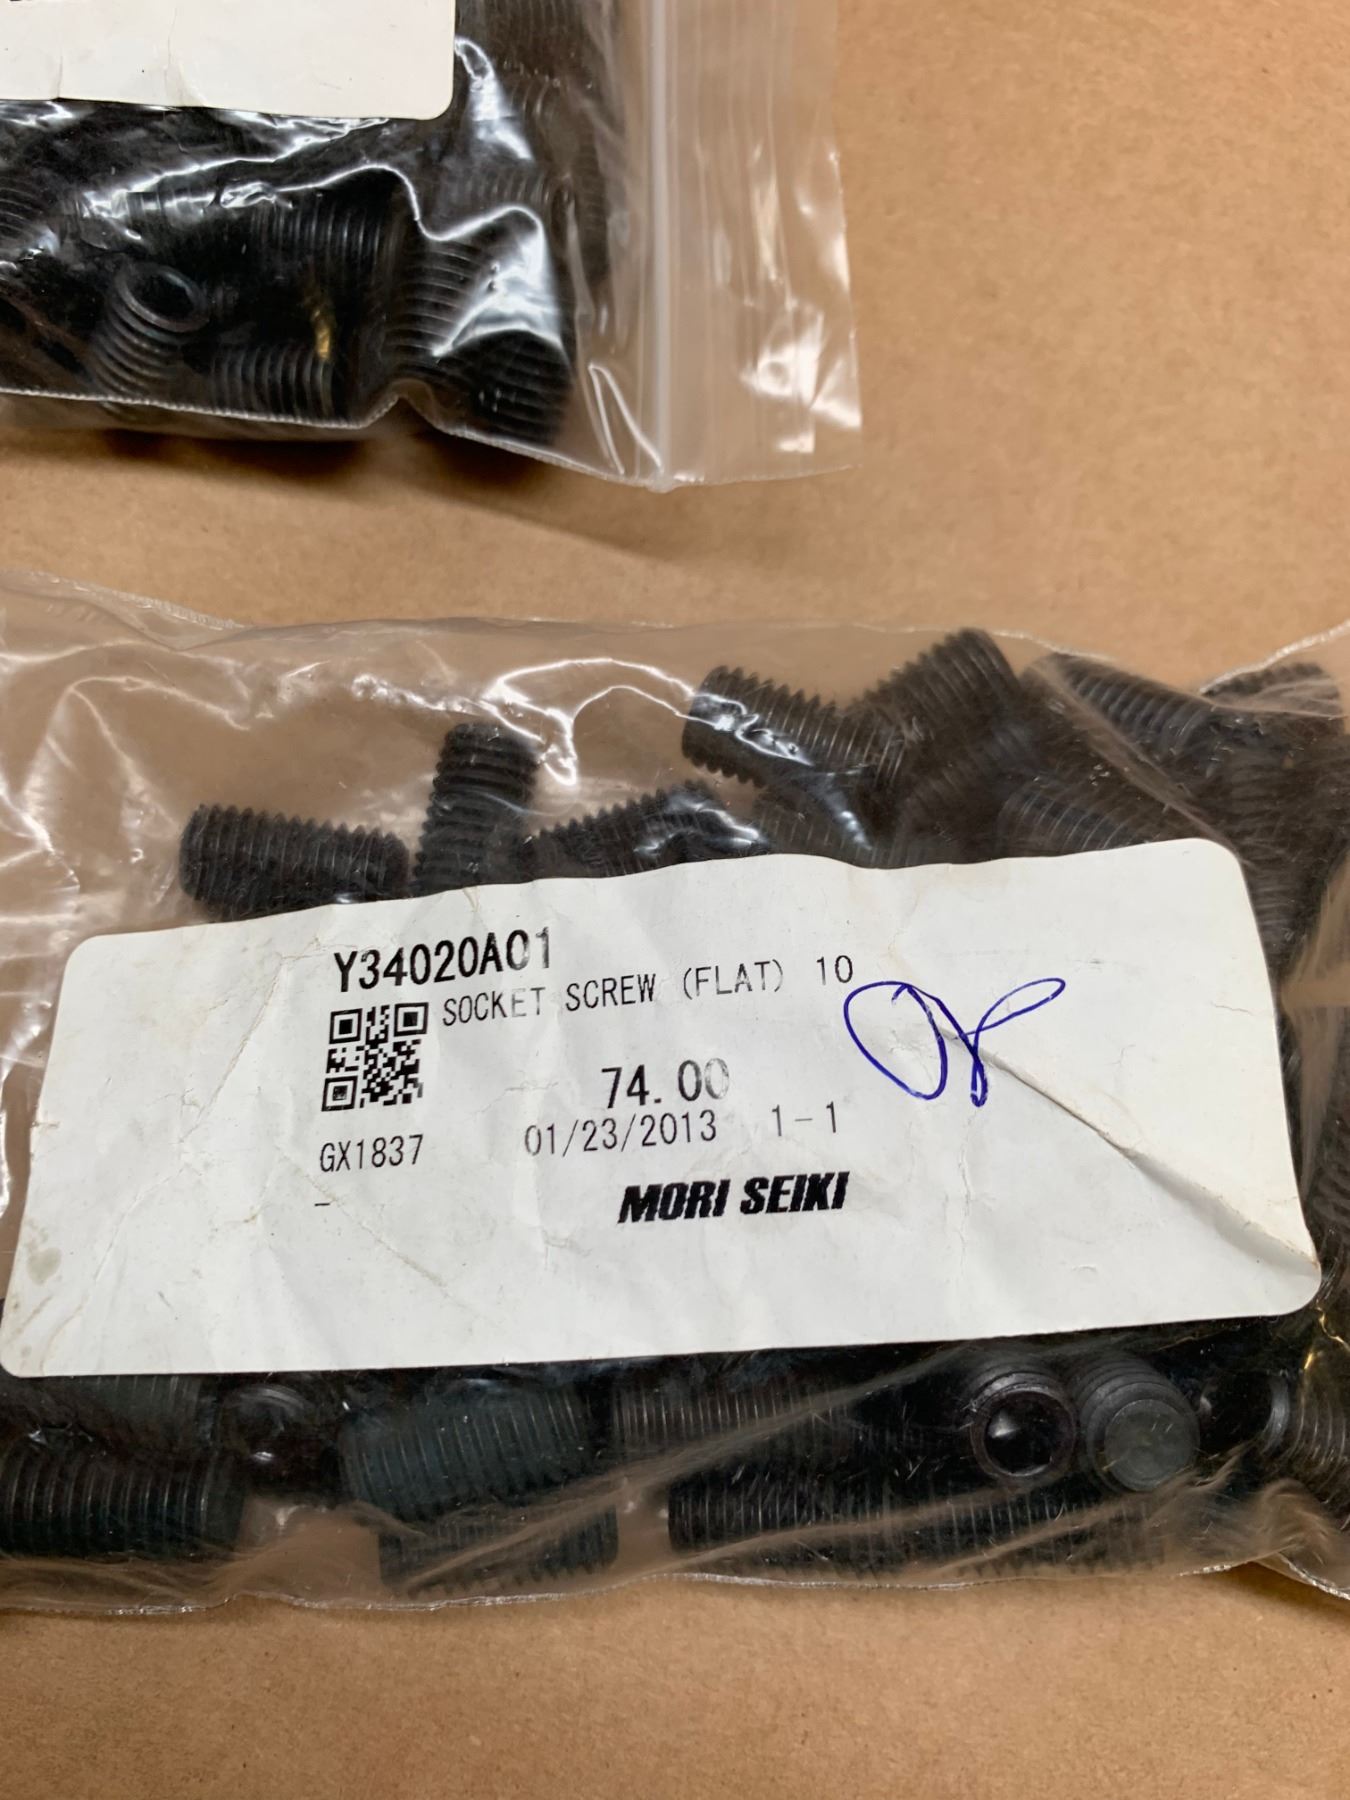 Y34020A01
SOCKET SCREW (FLAT) 10
74.00
GX1837 01/23/2013 1-1
-
MORI SEIKI